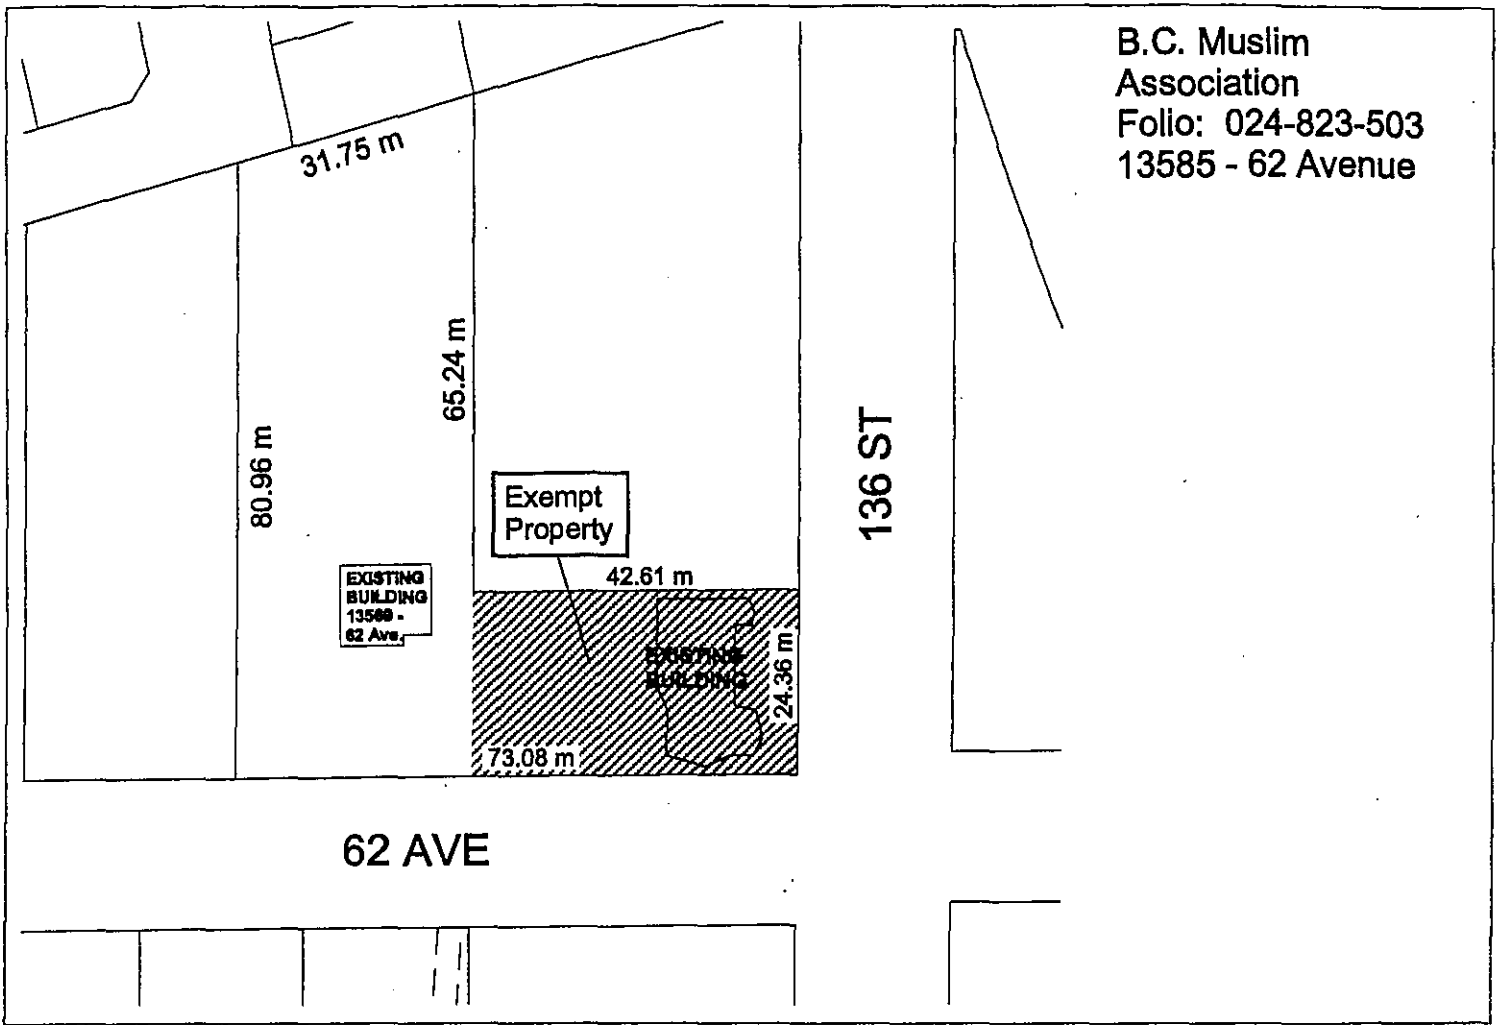 B.C. Muslim
Association
Folio: 024-823-503
13585 - 62 Avenue
31.75 m
65.24 m
80.96 m
136 ST
Exempt
Property
42.61 m
EXISTING
BUILDING
13569 -
62 Ave.
EXISTING
BUILDING
24.36 m
73.08 m
62 AVE